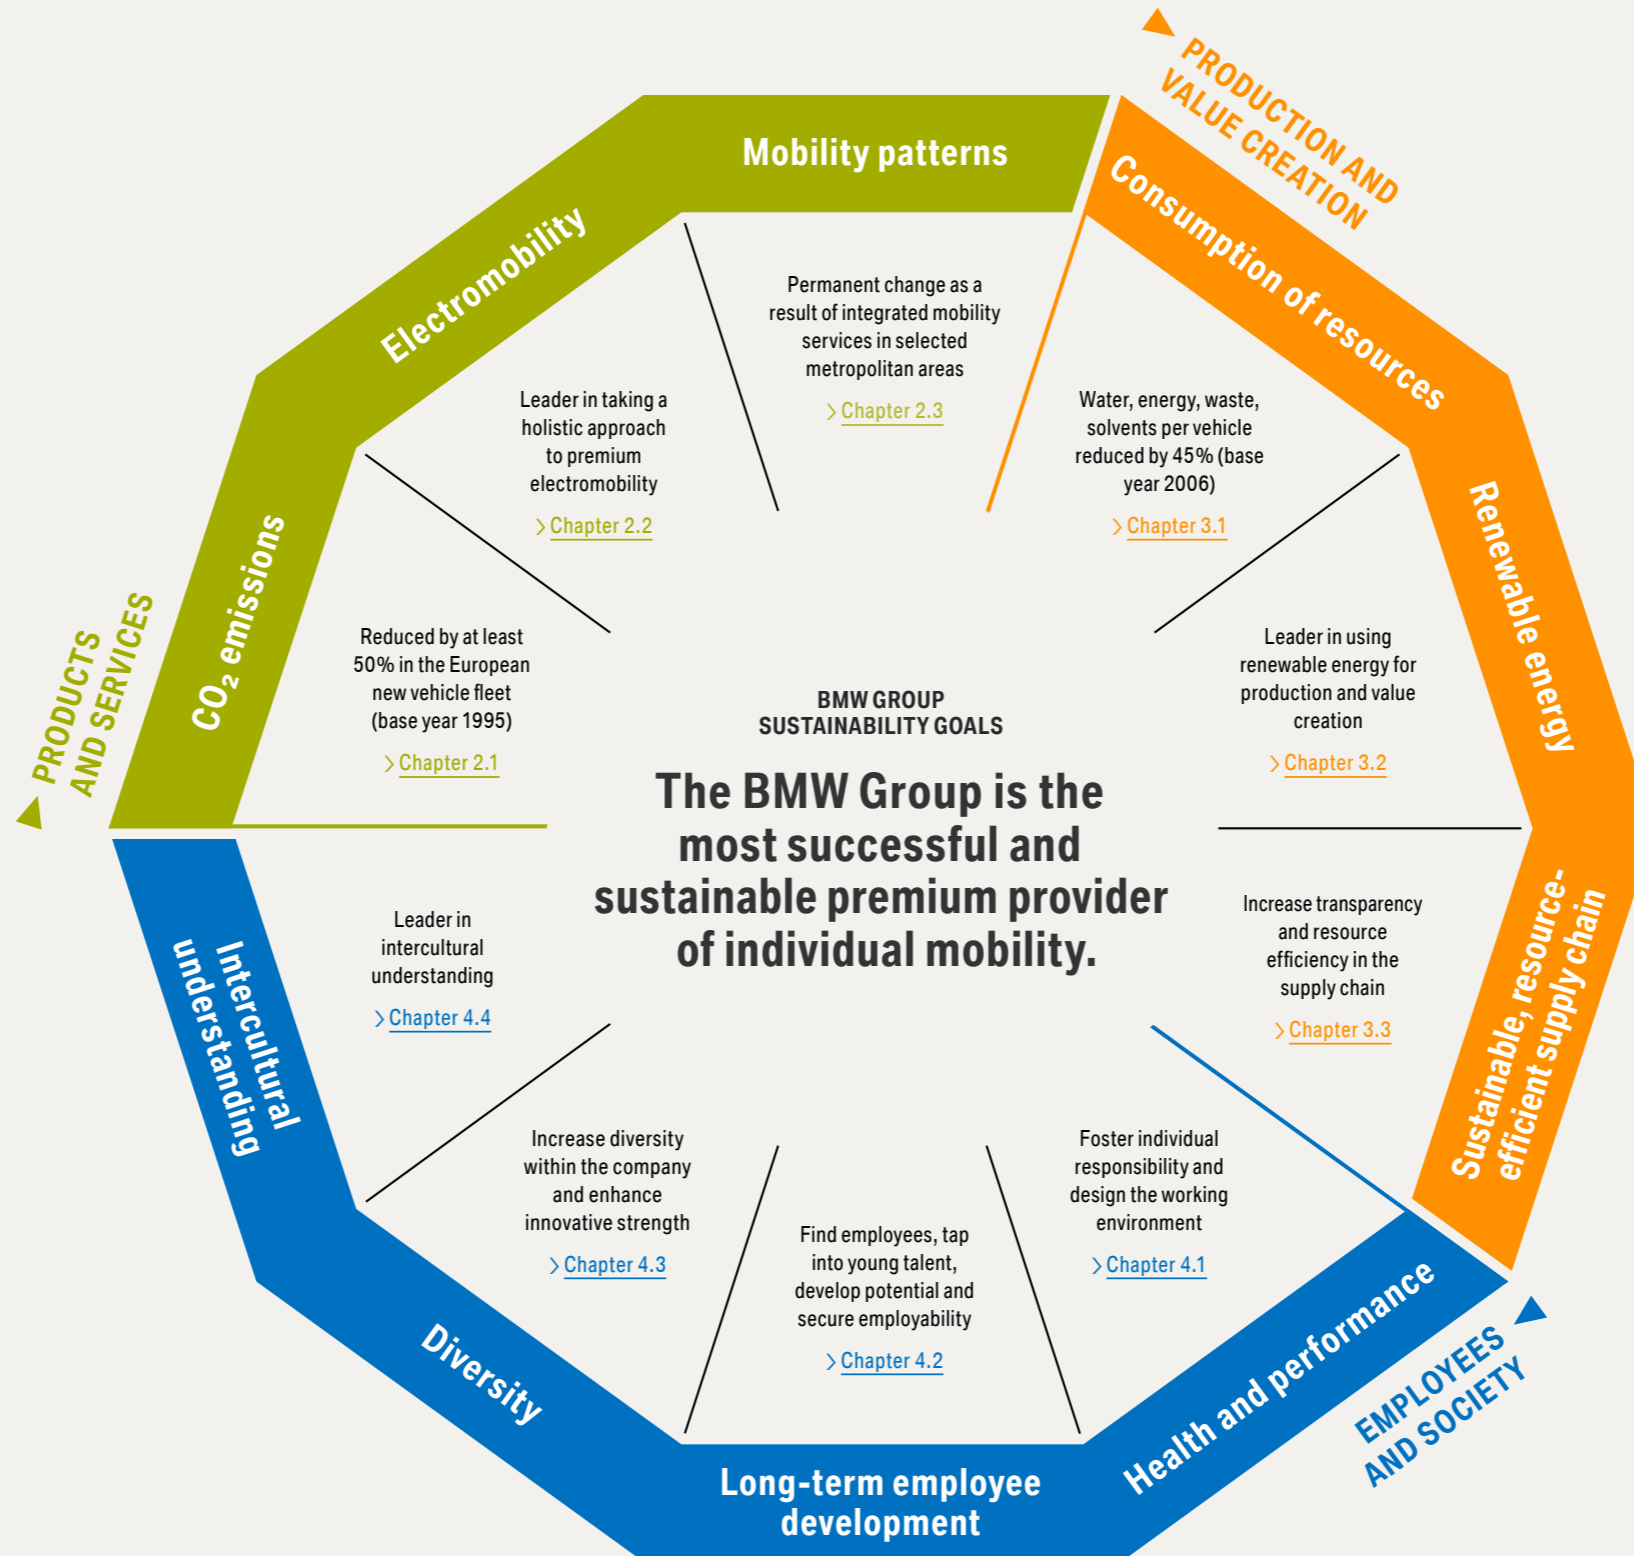 PRODUCTION AND
VALUE CREATION
Mobility patterns
Consumption of resources
Electromobility
Permanent change as a
result of integrated mobility
services in selected
metropolitan areas
> Chapter 2.3
Leader in taking a
holistic approach
to premium
electromobility
> Chapter 2.2
Water, energy, waste,
solvents per vehicle
reduced by 45% (base
year 2006)
> Chapter 3.1
Renewable energy
CO₂ emissions
PRODUCTS
AND SERVICES
Reduced by at least
50% in the European
new vehicle fleet
(base year 1995)
> Chapter 2.1
Leader in using
renewable energy for
production and value
creation
> Chapter 3.2
BMW GROUP
SUSTAINABILITY GOALS
The BMW Group is the
most successful and
sustainable premium provider
of individual mobility.
Intercultural
understanding
Leader in
intercultural
understanding
> Chapter 4.4
Increase transparency
and resource
efficiency in the
supply chain
> Chapter 3.3
Sustainable, resource-
efficient supply chain
Increase diversity
within the company
and enhance
innovative strength
> Chapter 4.3
Find employees, tap
into young talent,
develop potential and
secure employability
> Chapter 4.2
Foster individual
responsibility and
design the working
environment
> Chapter 4.1
Diversity
Long-term employee
development
Health and performance
EMPLOYEES
AND SOCIETY